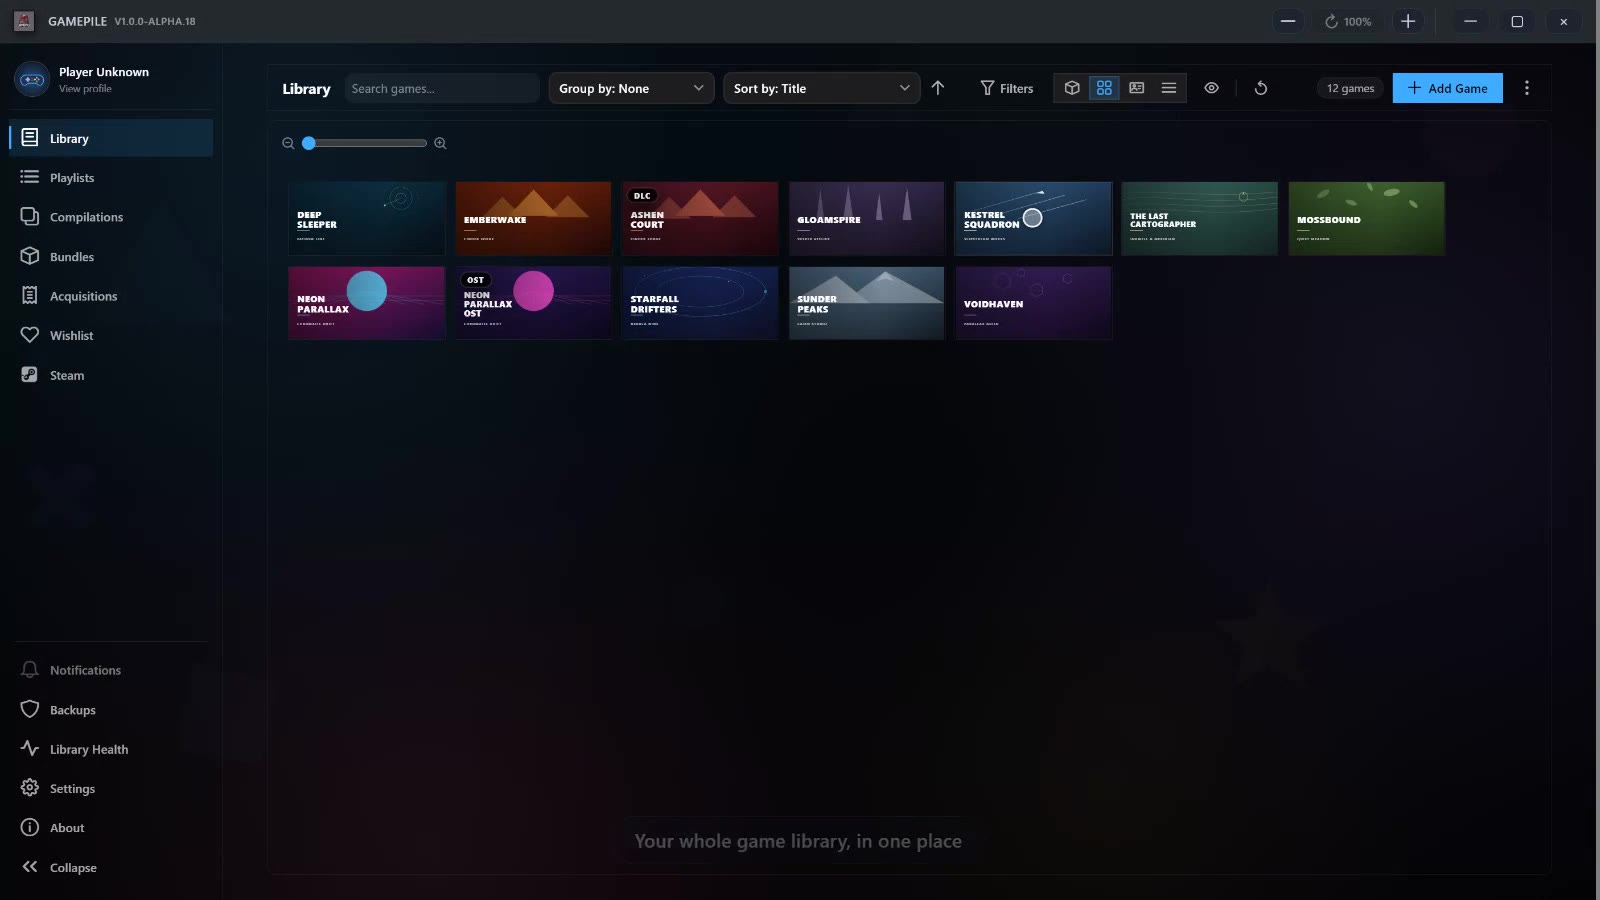 GAMEPILE V1.0.0-ALPHA.18
100%
Player Unknown
View profile
Library
Playlists
Compilations
Bundles
Acquisitions
Wishlist
Steam
Notifications
Backups
Library Health
Settings
About
Collapse
Library
Search games...
Group by: None
Sort by: Title
Filters
12 games
Add Game
DEEP
SLEEPER
EMBERWAKE
DLC
ASHEN
COURT
GLOAMSPIRE
KESTREL
SQUADRON
THE LAST
CARTOGRAPHER
MOSSBOUND
NEON
PARALLAX
OST
NEON
PARALLAX
OST
STARFALL
DRIFTERS
SUNDER
PEAKS
VOIDHAVEN
Your whole game library, in one place